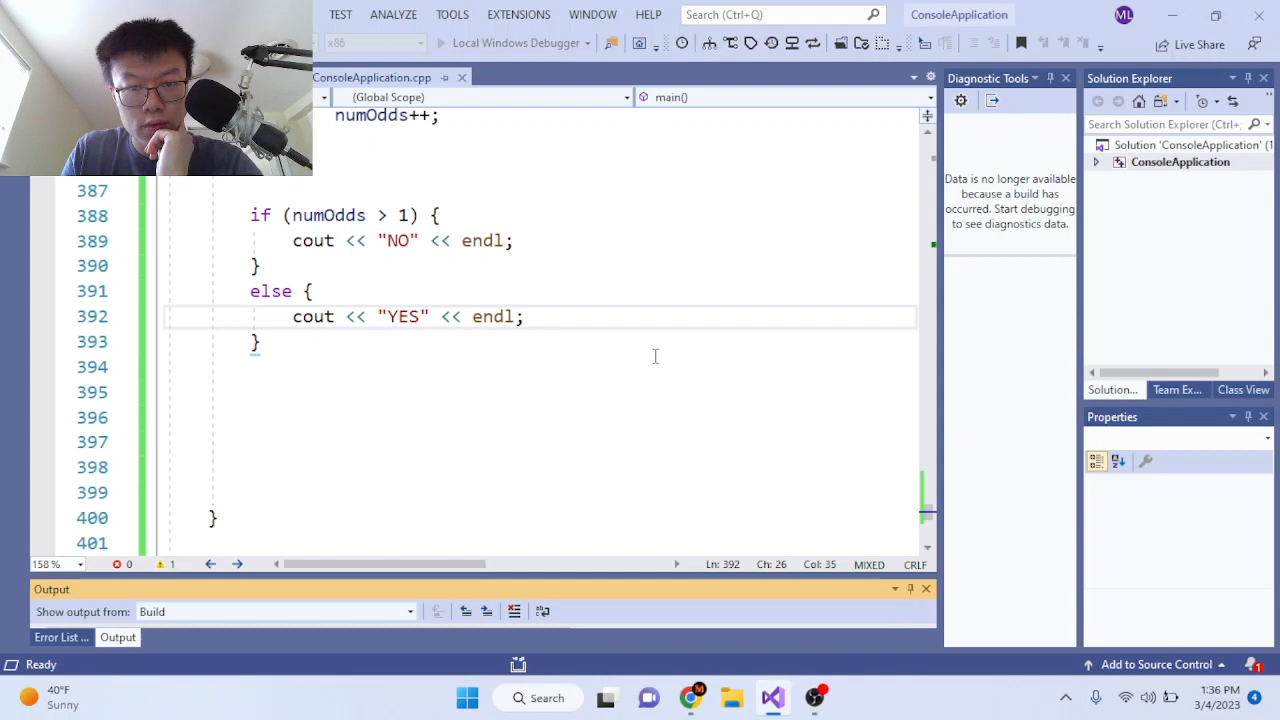 TEST ANALYZE TOOLS EXTENSIONS WINDOW HELP Search (Ctrl+Q) ConsoleApplication ML
x86 Local Windows Debugger Live Share
ConsoleApplication.cpp
(Global Scope) main()
numOdds++;
387
388 if (numOdds > 1) {
389 cout << "NO" << endl;
390 }
391 else {
392 cout << "YES" << endl;
393 }
394
395
396
397
398
399
400 }
401
158 % 0 1 Ln: 392 Ch: 26 Col: 35 MIXED CRLF
Diagnostic Tools
Data is no longer available
because a build has
occurred. Start debugging
to see diagnostics data.
Solution Explorer
Search Solution Explorer (Ctrl+;
Solution 'ConsoleApplication' (1
ConsoleApplication
Solution... Team Ex... Class View
Properties
Output
Show output from: Build
Error List ... Output
Ready Add to Source Control 1
40°F
Sunny
Search
M
1:36 PM
3/4/2023
4